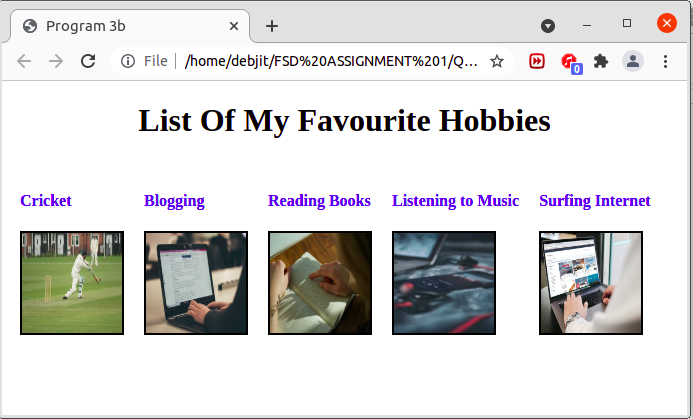 Program 3b
File
/home/debjit/FSD%20ASSIGNMENT%201/Q…
0
List Of My Favourite Hobbies
Cricket
Blogging
Reading Books
Listening to Music
Surfing Internet